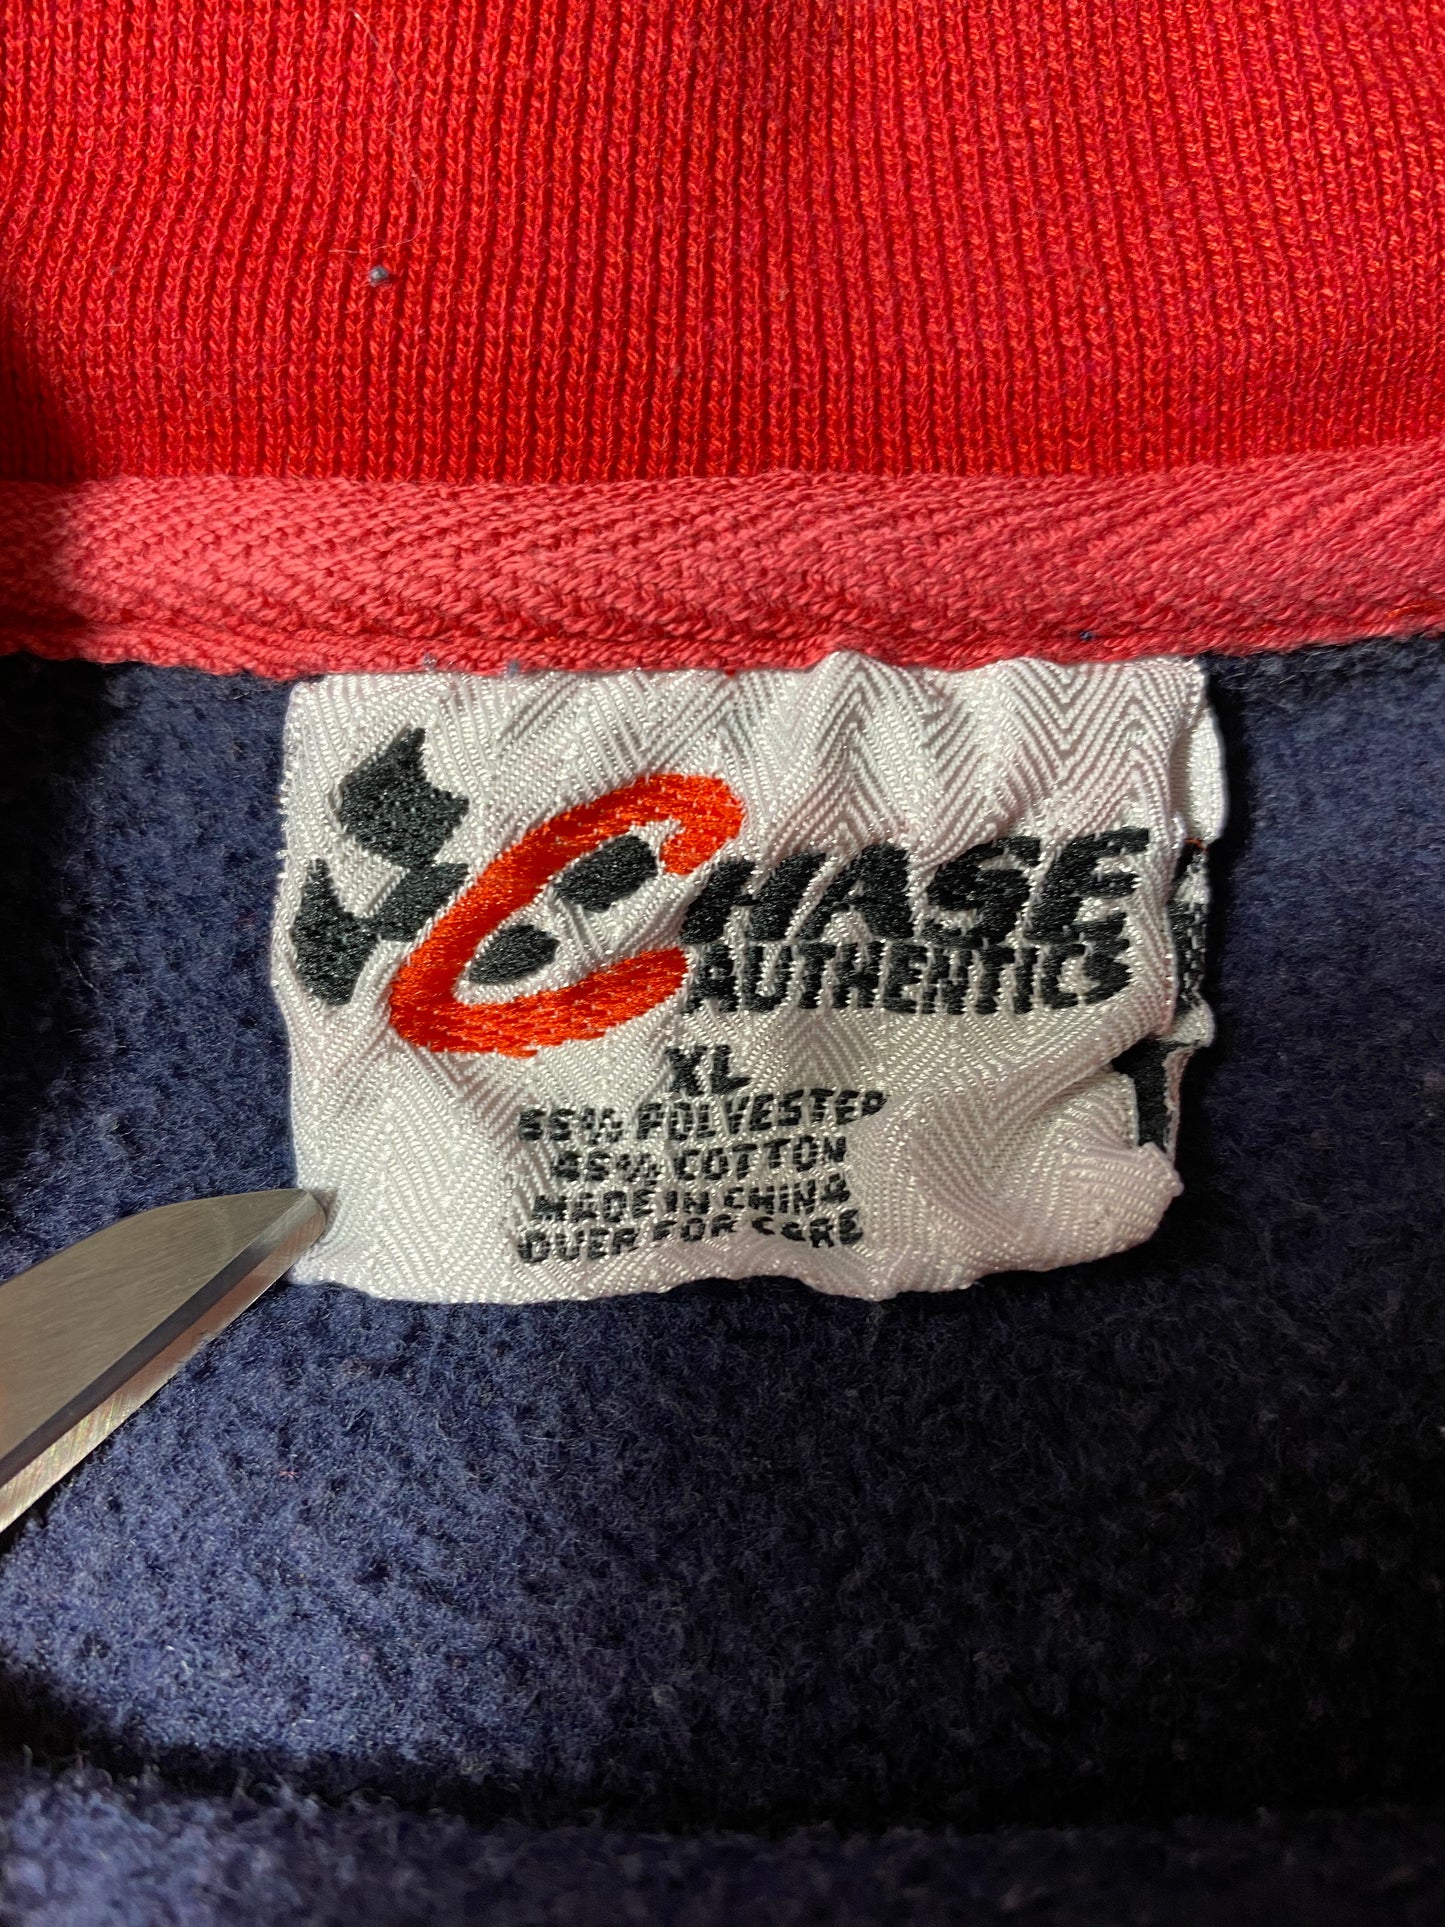 CHASE
AUTHENTICS
XL
55% POLYESTER
45% COTTON
MADE IN CHINA
OVER FOR CARE